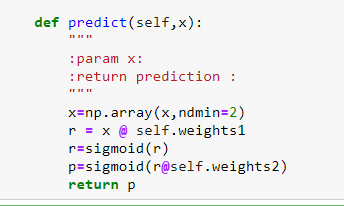 def predict(self,x):
    """
    :param x:
    :return prediction :
    """
    x=np.array(x,ndmin=2)
    r = x @ self.weights1
    r=sigmoid(r)
    p=sigmoid(r@self.weights2)
    return p